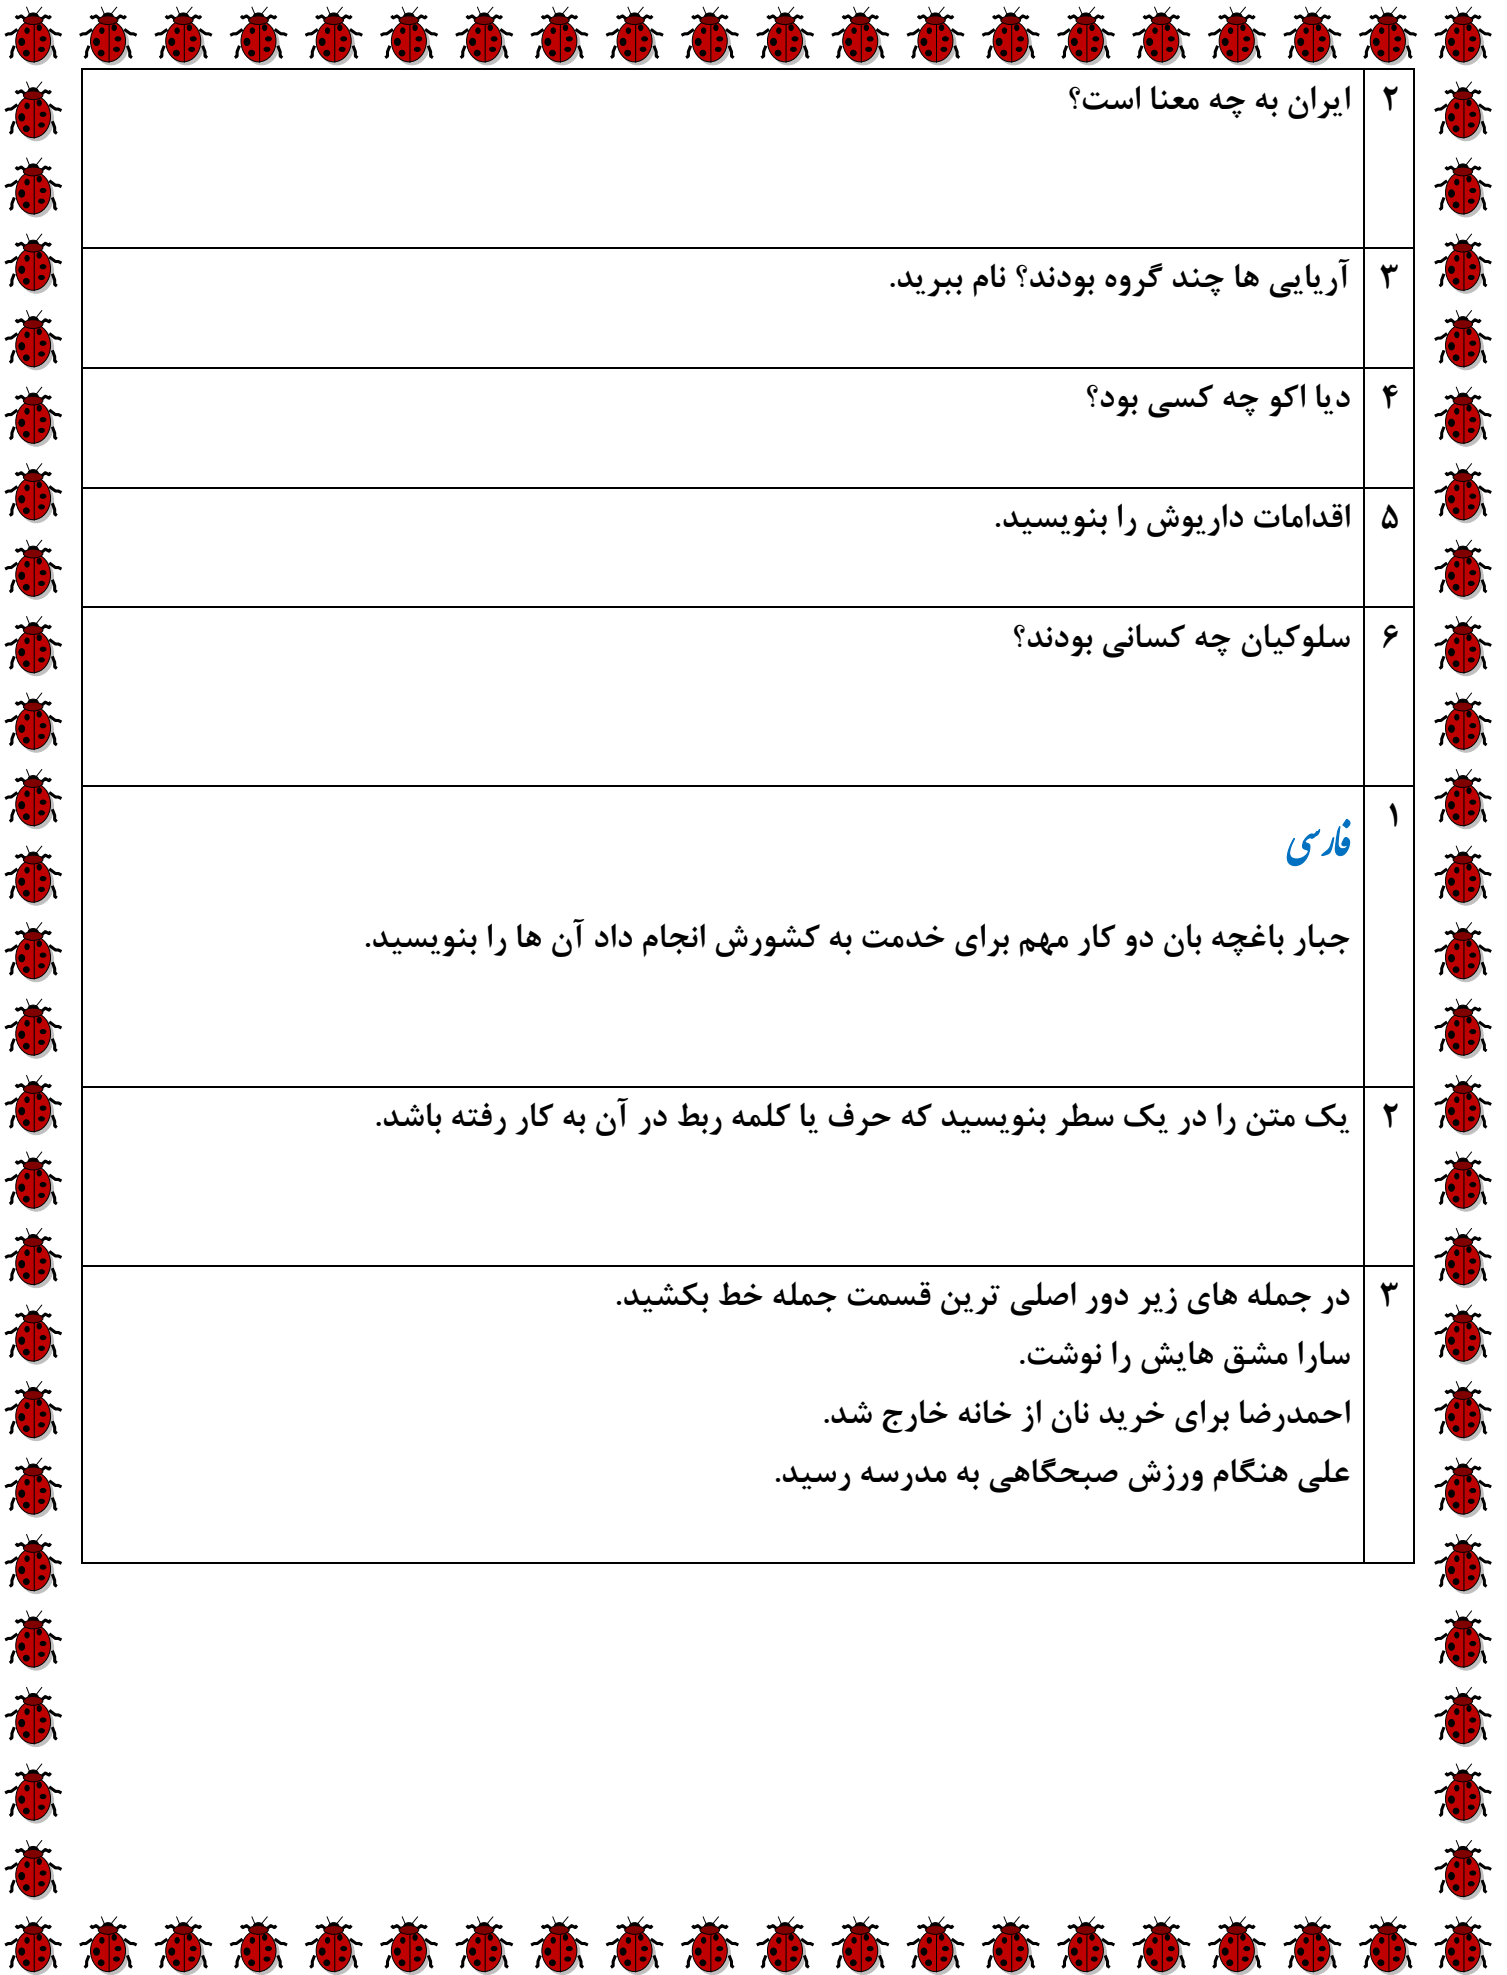 ۲ ایران به چه معنا است؟
۳ آریایی ها چند گروه بودند؟ نام ببرید.
۴ دیا اکو چه کسی بود؟
۵ اقدامات داریوش را بنویسید.
۶ سلوکیان چه کسانی بودند؟
۱
فارسی
جبار باغچه بان دو کار مهم برای خدمت به کشورش انجام داد آن ها را بنویسید.
۲ یک متن را در یک سطر بنویسید که حرف یا کلمه ربط در آن به کار رفته باشد.
۳ در جمله های زیر دور اصلی ترین قسمت جمله خط بکشید.
سارا مشق هایش را نوشت.
احمدرضا برای خرید نان از خانه خارج شد.
علی هنگام ورزش صبحگاهی به مدرسه رسید.